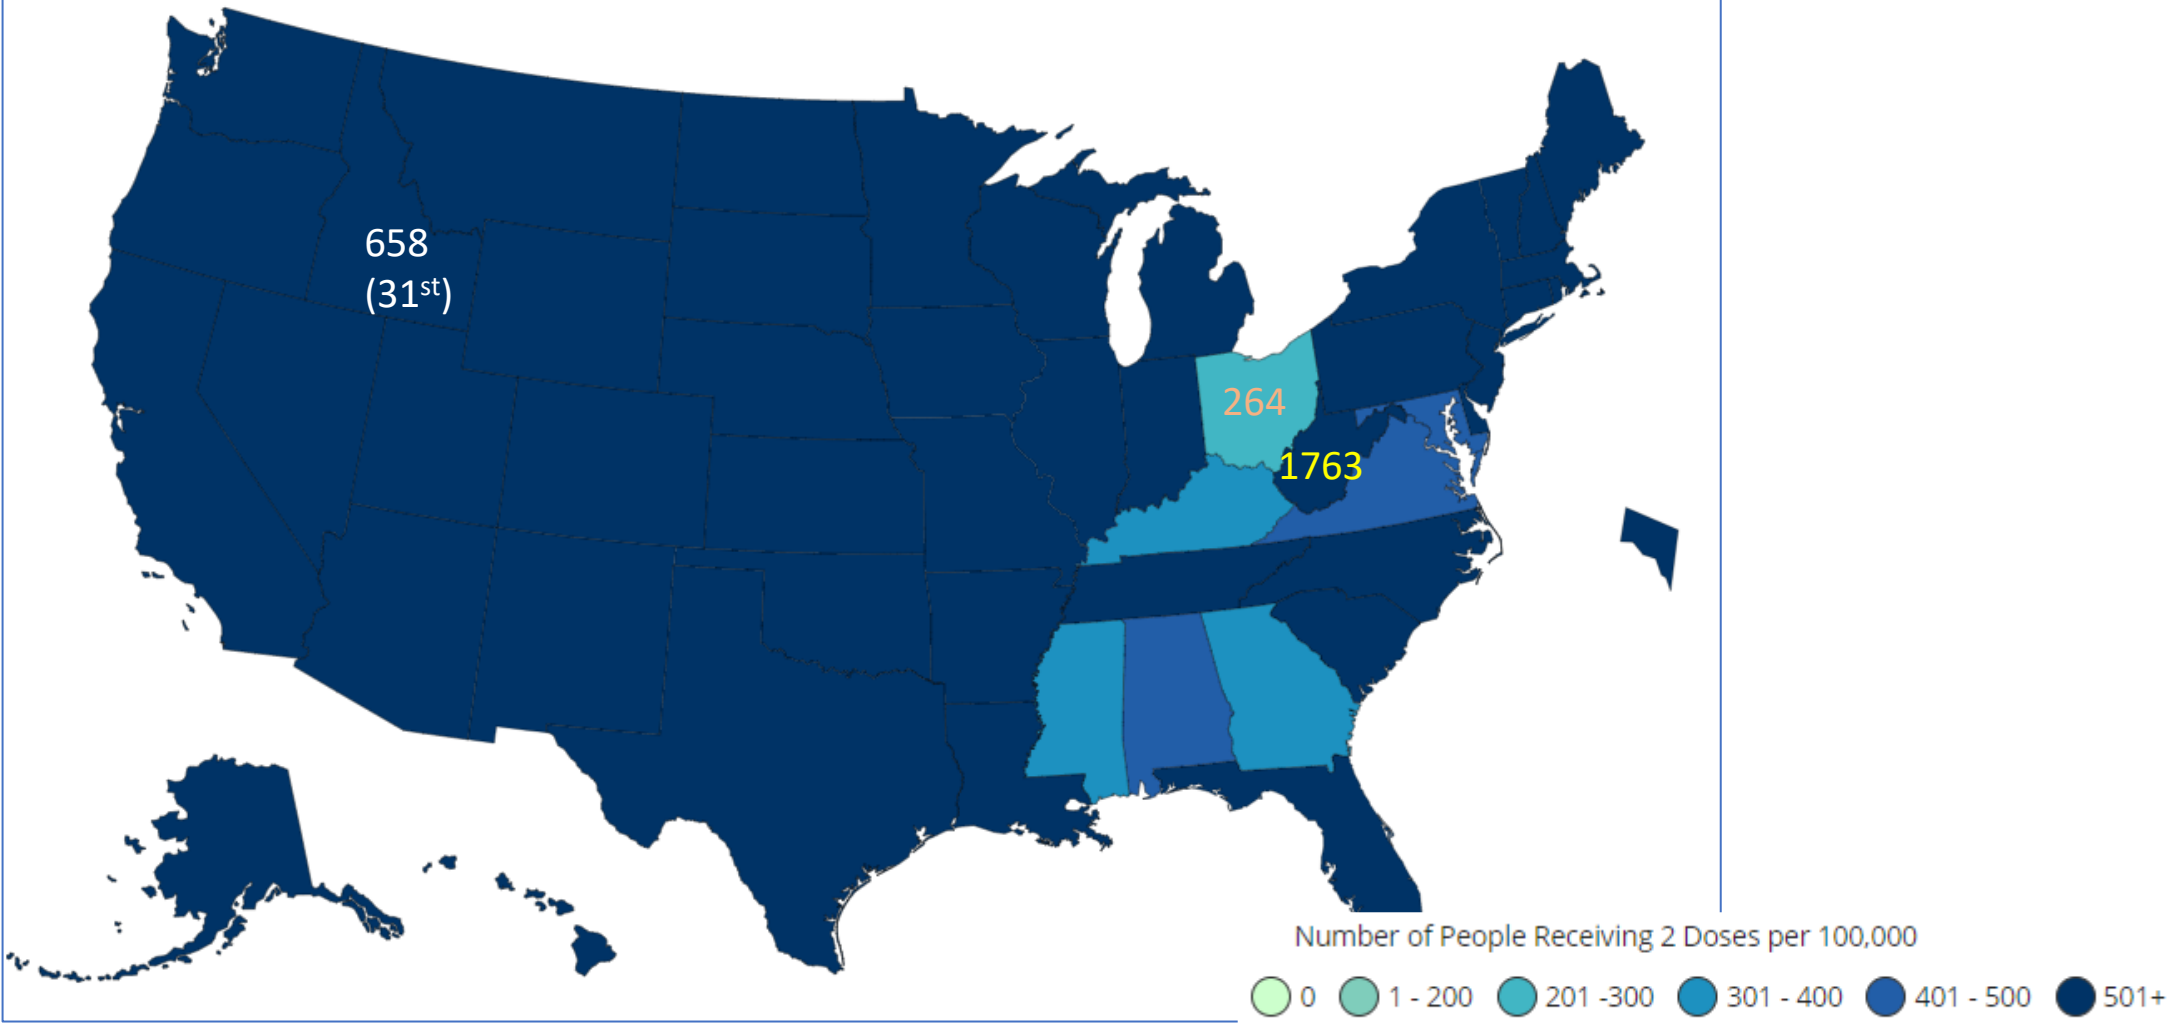 658
(31st)
264
1763
Number of People Receiving 2 Doses per 100,000
0 1 - 200 201 -300 301 - 400 401 - 500 501+